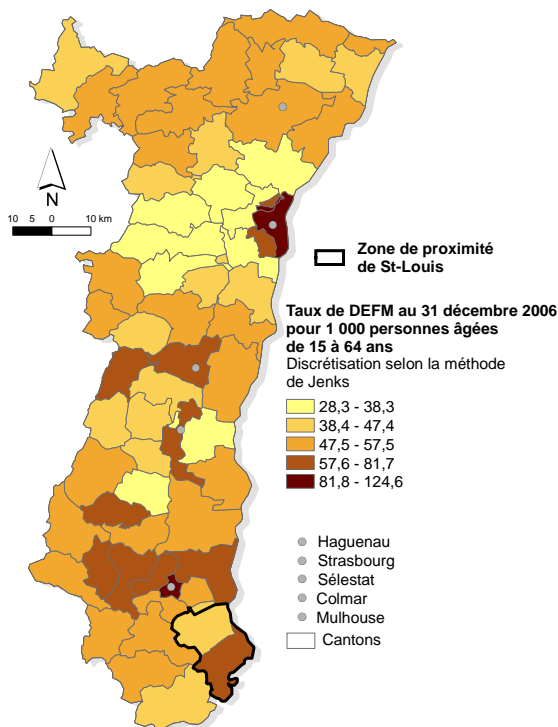 N
10 5 0 10 km
Zone de proximité
de St-Louis
Taux de DEFM au 31 décembre 2006
pour 1 000 personnes âgées
de 15 à 64 ans
Discrétisation selon la méthode
de Jenks
28,3 - 38,3
38,4 - 47,4
47,5 - 57,5
57,6 - 81,7
81,8 - 124,6
Haguenau
Strasbourg
Sélestat
Colmar
Mulhouse
Cantons